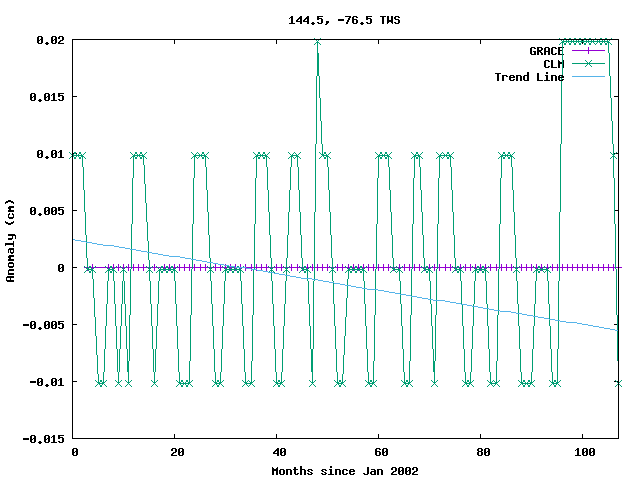 144.5, -76.5 TWS
0.02
GRACE
CLM
Trend Line
0.015
0.01
0.005
Anomaly (cm)
0
-0.005
-0.01
-0.015
0 20 40 60 80 100
Months since Jan 2002